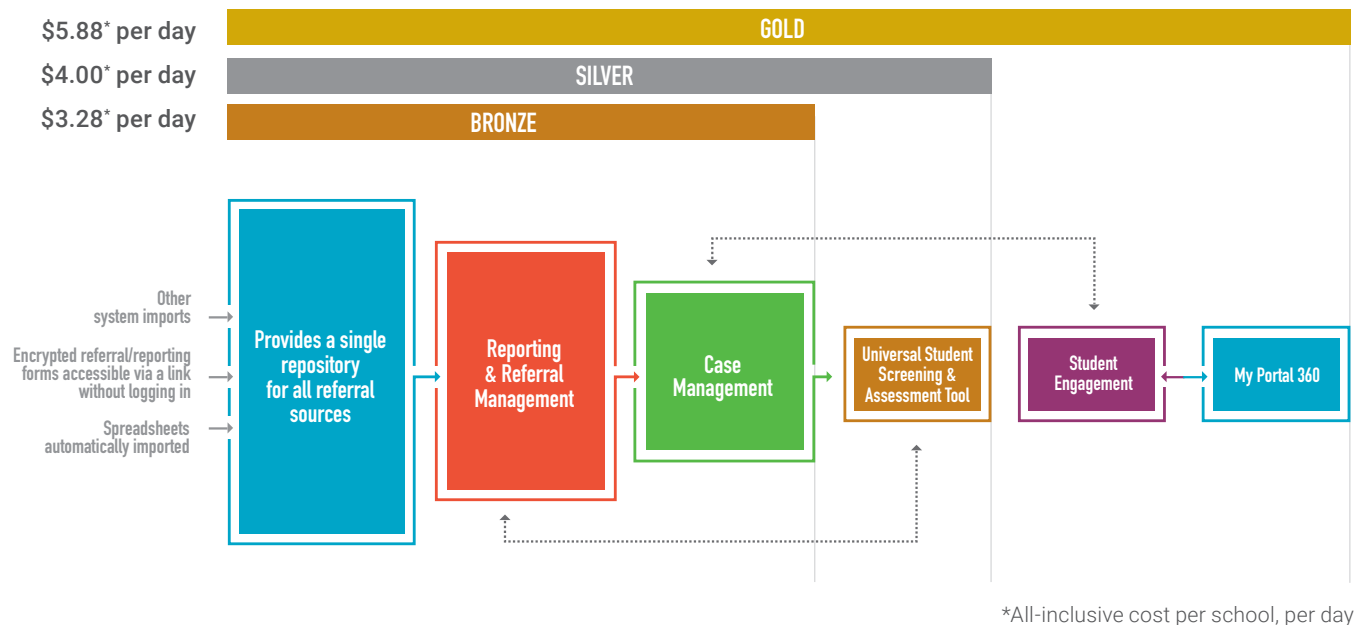 $5.88* per day
GOLD
$4.00* per day
SILVER
$3.28* per day
BRONZE
Other
system imports
Encrypted referral/reporting
forms accessible via a link
without logging in
Spreadsheets
automatically imported
Provides a single
repository
for all referral
sources
Reporting
& Referral
Management
Case
Management
Universal Student
Screening &
Assessment Tool
Student
Engagement
My Portal 360
*All-inclusive cost per school, per day